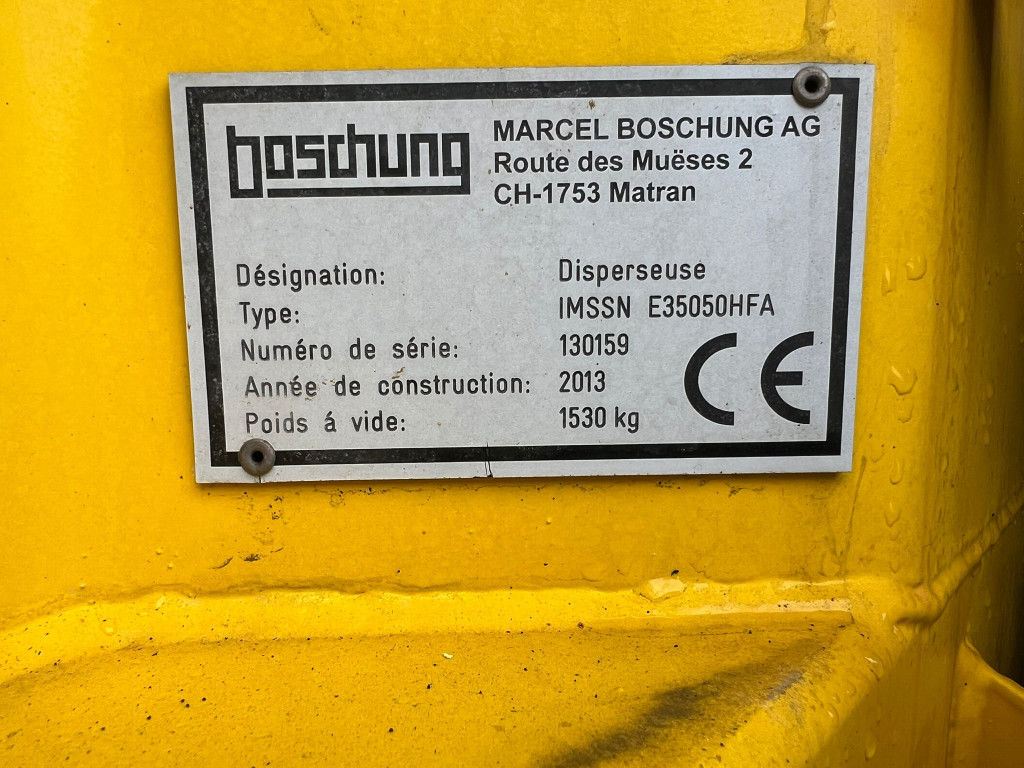 boschung
MARCEL BOSCHUNG AG
Route des Muëses 2
CH-1753 Matran
Désignation: Disperseuse
Type: IMSSN E35050HFA
Numéro de série: 130159
Année de construction: 2013
Poids á vide: 1530 kg
CE